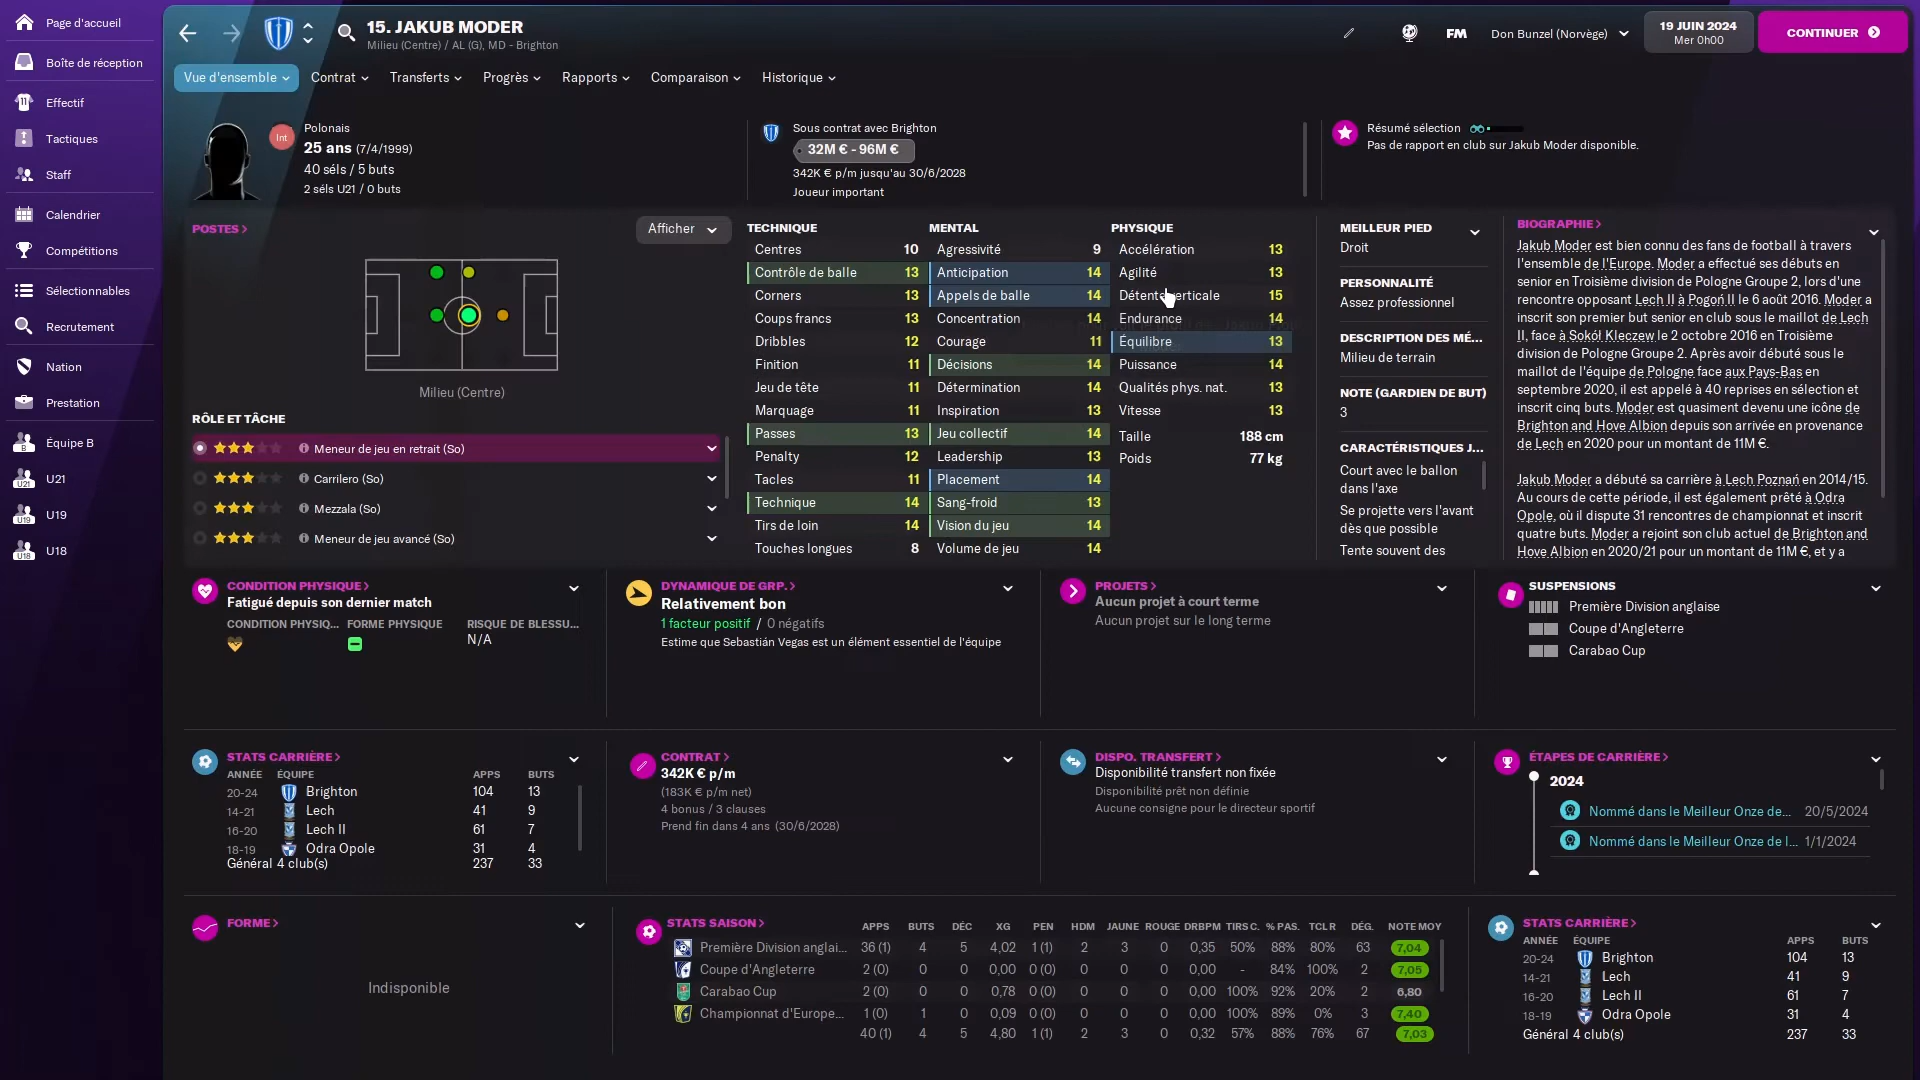 Page d'accueil
Boîte de réception
Effectif
Tactiques
Staff
Calendrier
Compétitions
Sélectionnables
Recrutement
Nation
Prestation
Équipe B
U21
U19
U18
15. JAKUB MODER
Milieu (Centre) / AL (G), MD - Brighton
FM
Don Bunzel (Norvège)
19 JUIN 2024
Mer 0h00
CONTINUER
Vue d'ensemble
Contrat
Transferts
Progrès
Rapports
Comparaison
Historique
Int
Polonais
25 ans (7/4/1999)
40 séls / 5 buts
2 séls U21 / 0 buts
Sous contrat avec Brighton
32M € - 96M €
342K € p/m jusqu'au 30/6/2028
Joueur important
Résumé sélection
Pas de rapport en club sur Jakub Moder disponible.
POSTES
Afficher
Milieu (Centre)
RÔLE ET TÂCHE
Meneur de jeu en retrait (So)
Carrilero (So)
Mezzala (So)
Meneur de jeu avancé (So)
TECHNIQUE
Centres 10
Contrôle de balle 13
Corners 13
Coups francs 13
Dribbles 12
Finition 11
Jeu de tête 11
Marquage 11
Passes 13
Penalty 12
Tacles 11
Technique 14
Tirs de loin 14
Touches longues 8
MENTAL
Agressivité 9
Anticipation 14
Appels de balle 14
Concentration 14
Courage 11
Décisions 14
Détermination 14
Inspiration 13
Jeu collectif 14
Leadership 13
Placement 14
Sang-froid 13
Vision du jeu 14
Volume de jeu 14
PHYSIQUE
Accélération 13
Agilité 13
Détente verticale 15
Endurance 14
Équilibre 13
Puissance 14
Qualités phys. nat. 13
Vitesse 13
Taille 188 cm
Poids 77 kg
MEILLEUR PIED
Droit
PERSONNALITÉ
Assez professionnel
DESCRIPTION DES MÉ...
Milieu de terrain
NOTE (GARDIEN DE BUT)
3
CARACTÉRISTIQUES J...
Court avec le ballon
dans l'axe
Se projette vers l'avant
dès que possible
Tente souvent des
BIOGRAPHIE
Jakub Moder est bien connu des fans de football à travers
l'ensemble de l'Europe. Moder a effectué ses débuts en
senior en Troisième division de Pologne Groupe 2, lors d'une
rencontre opposant Lech II à Pogoń II le 6 août 2016. Moder a
inscrit son premier but senior en club sous le maillot de Lech
II, face à Sokół Kleczew le 2 octobre 2016 en Troisième
division de Pologne Groupe 2. Après avoir débuté sous le
maillot de l'équipe de Pologne face aux Pays-Bas en
septembre 2020, il est appelé à 40 reprises en sélection et
inscrit cinq buts. Moder est quasiment devenu une icône de
Brighton and Hove Albion depuis son arrivée en provenance
de Lech en 2020 pour un montant de 11M €.
Jakub Moder a débuté sa carrière à Lech Poznań en 2014/15.
Au cours de cette période, il est également prêté à Odra
Opole, où il dispute 31 rencontres de championnat et inscrit
quatre buts. Moder a rejoint son club actuel de Brighton and
Hove Albion en 2020/21 pour un montant de 11M €, et y a
CONDITION PHYSIQUE
Fatigué depuis son dernier match
CONDITION PHYSIQ... FORME PHYSIQUE RISQUE DE BLESSU...
N/A
DYNAMIQUE DE GRP.
Relativement bon
1 facteur positif / 0 négatifs
Estime que Sebastián Vegas est un élément essentiel de l'équipe
PROJETS
Aucun projet à court terme
Aucun projet sur le long terme
SUSPENSIONS
Première Division anglaise
Coupe d'Angleterre
Carabao Cup
STATS CARRIÈRE
ANNÉE ÉQUIPE APPS BUTS
20-24 Brighton 104 13
14-21 Lech 41 9
16-20 Lech II 61 7
18-19 Odra Opole 31 4
Général 4 club(s) 237 33
CONTRAT
342K € p/m
(183K € p/m net)
4 bonus / 3 clauses
Prend fin dans 4 ans (30/6/2028)
DISPO. TRANSFERT
Disponibilité transfert non fixée
Disponibilité prêt non définie
Aucune consigne pour le directeur sportif
ÉTAPES DE CARRIÈRE
2024
Nommé dans le Meilleur Onze de... 20/5/2024
Nommé dans le Meilleur Onze de l... 1/1/2024
FORME
Indisponible
STATS SAISON APPS BUTS DÉC XG PEN HDM JAUNE ROUGE DRBPM TIRS C. % PAS. TCL R DÉG. NOTE MOY
Première Division anglai... 36 (1) 4 5 4,02 1 (1) 2 3 0 0,35 50% 88% 80% 63 7,04
Coupe d'Angleterre 2 (0) 0 0 0,00 0 (0) 0 0 0 0,00 - 84% 100% 2 7,05
Carabao Cup 2 (0) 0 0 0,78 0 (0) 0 0 0 0,00 100% 92% 20% 2 6,80
Championnat d'Europe... 1 (0) 1 0 0,09 0 (0) 0 0 0 0,00 100% 89% 0% 3 7,40
40 (1) 4 5 4,80 1 (1) 2 3 0 0,32 57% 88% 76% 67 7,03
STATS CARRIÈRE
ANNÉE ÉQUIPE APPS BUTS
20-24 Brighton 104 13
14-21 Lech 41 9
16-20 Lech II 61 7
18-19 Odra Opole 31 4
Général 4 club(s) 237 33